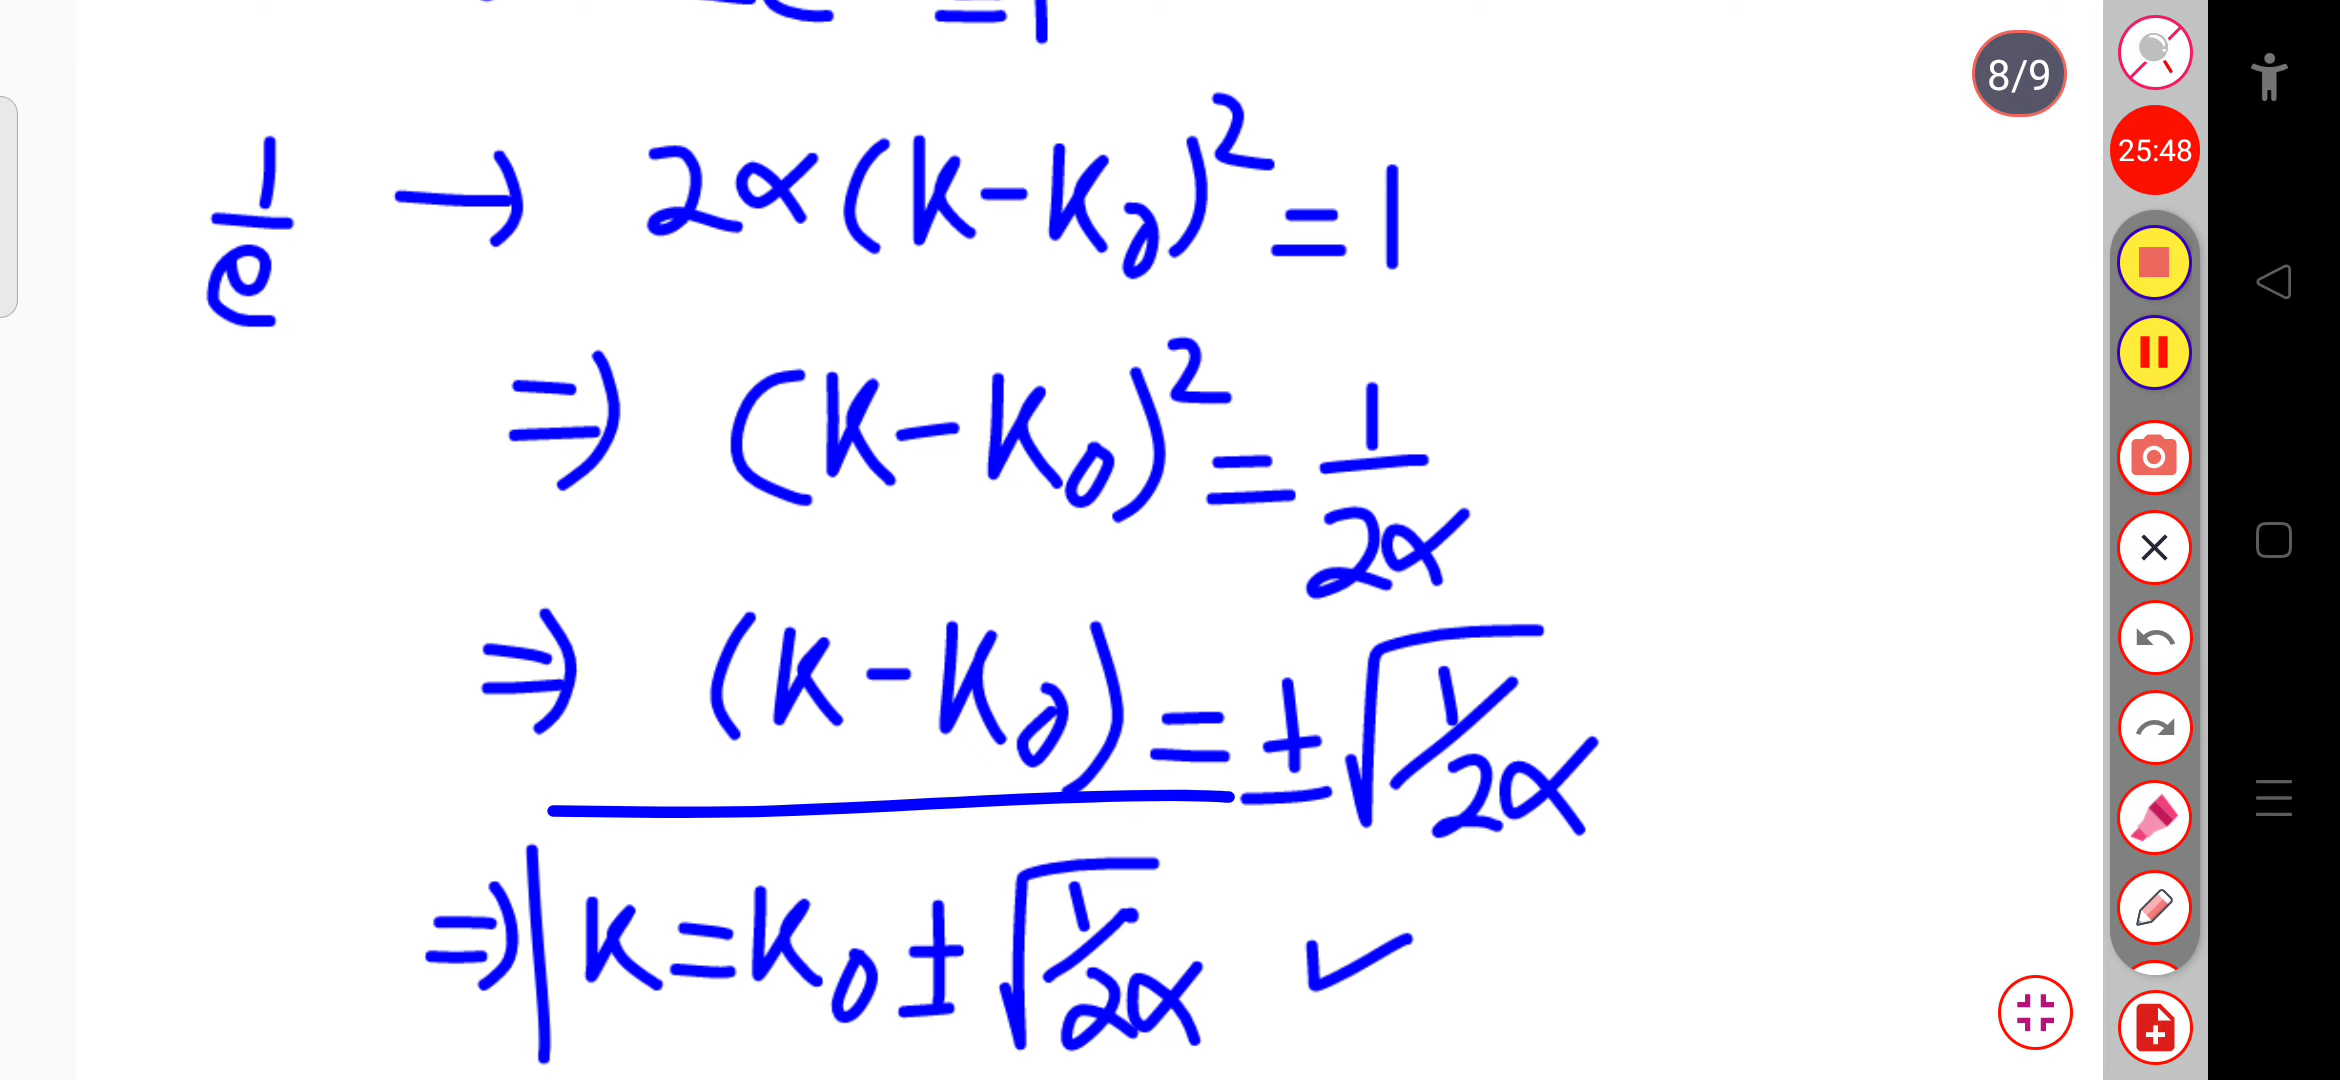 = 1
8/9
25:48
1/e → 2α(k-k₀)² = 1
⇒ (k-k₀)² = 1/2α
⇒ (k-k₀) = ±√1/2α
⇒ k = k₀ ± √1/2α ✓